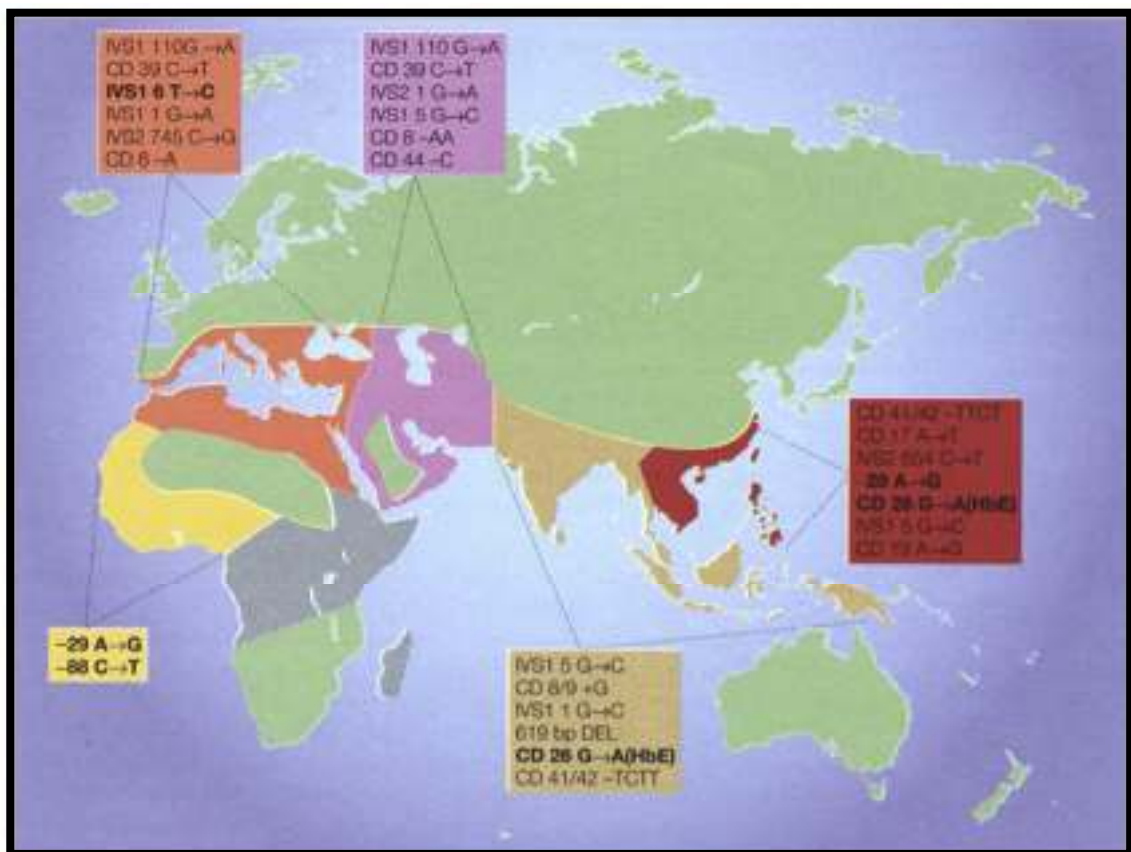 IVS1 110G→A
CD 39 C→T
IVS1 6 T→C
IVS1 1 G→A
IVS2 745 C→G
CD 6 –A
IVS1 110 G→A
CD 39 C→T
IVS2 1 G→A
IVS1 5 G→C
CD 8 –AA
CD 44 –C
CD 41/42 –TTCT
CD 17 A→T
IVS2 654 C→T
–28 A→G
CD 26 G→A(HbE)
IVS1 5 G→C
CD 19 A→G
–29 A→G
–88 C→T
IVS1 5 G→C
CD 8/9 +G
IVS1 1 G→C
619 bp DEL
CD 26 G→A(HbE)
CD 41/42 –TCTT